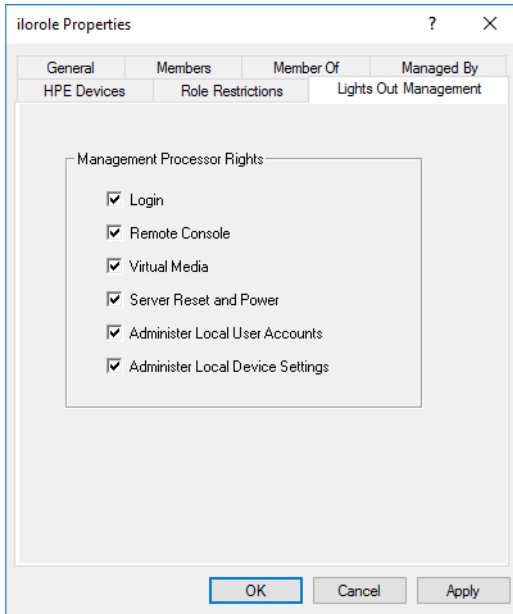 ilorole Properties
?
General
Members
Member Of
Managed By
HPE Devices
Role Restrictions
Lights Out Management
Management Processor Rights
Login
Remote Console
Virtual Media
Server Reset and Power
Administer Local User Accounts
Administer Local Device Settings
OK
Cancel
Apply